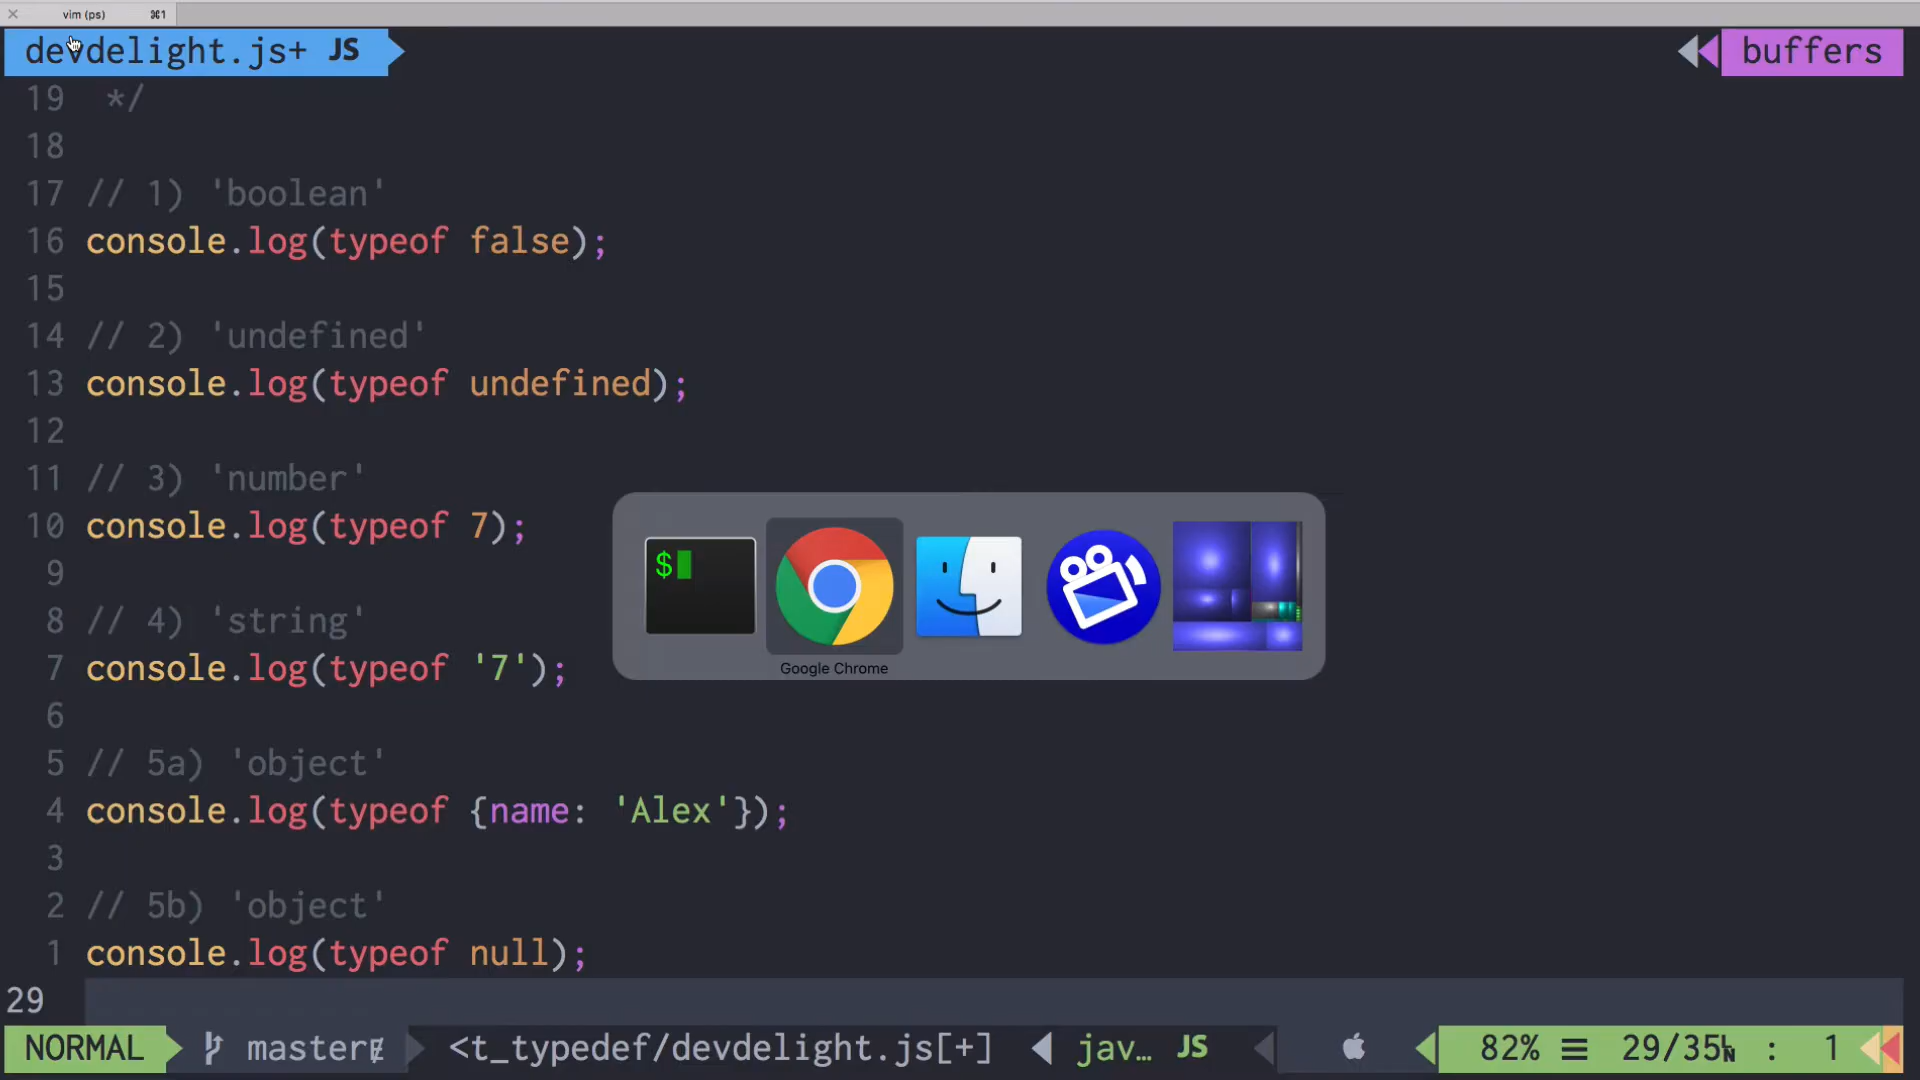 vim (ps) ⌘1
devdelight.js+ JS
buffers
19 */
18
17 // 1) 'boolean'
16 console.log(typeof false);
15
14 // 2) 'undefined'
13 console.log(typeof undefined);
12
11 // 3) 'number'
10 console.log(typeof 7);
9
8 // 4) 'string'
7 console.log(typeof '7');
6
5 // 5a) 'object'
4 console.log(typeof {name: 'Alex'});
3
2 // 5b) 'object'
1 console.log(typeof null);
29
$
Google Chrome
NORMAL master <t_typedef/devdelight.js[+] jav… JS 82% ☰ 29/35 : 1